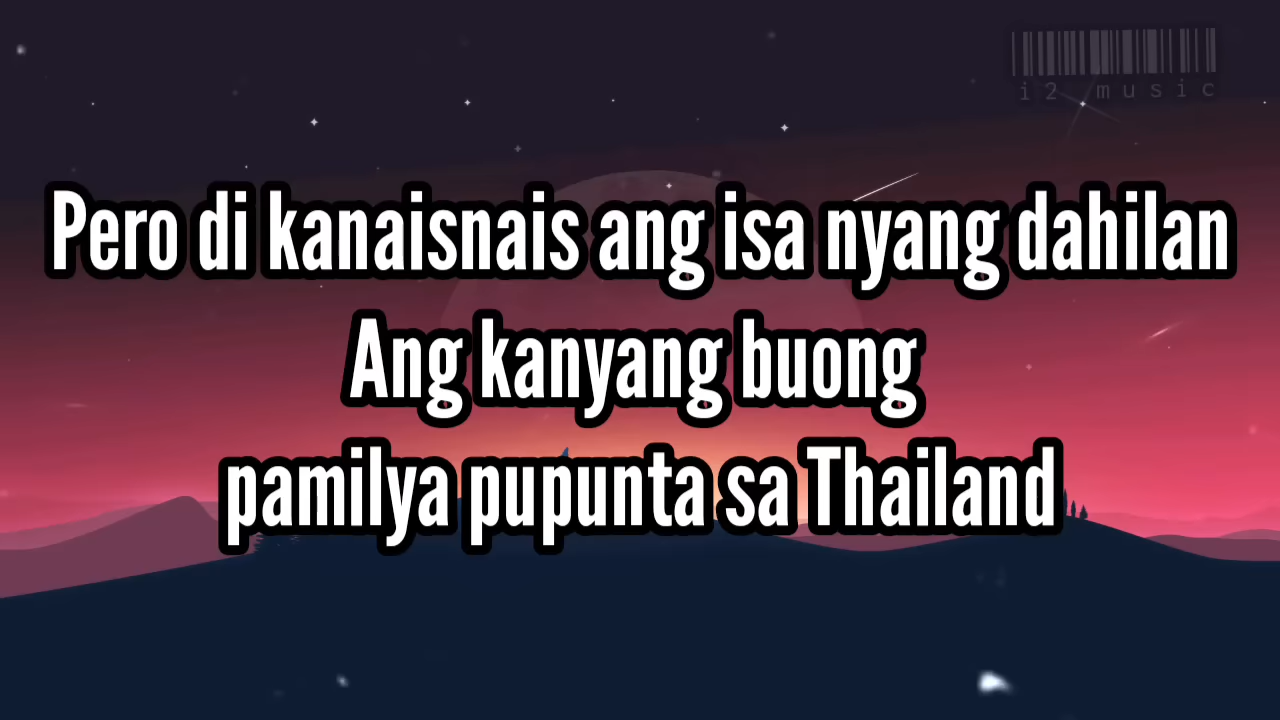 i2 music
Pero di kanaisnais ang isa nyang dahilan
Ang kanyang buong
pamilya pupunta sa Thailand